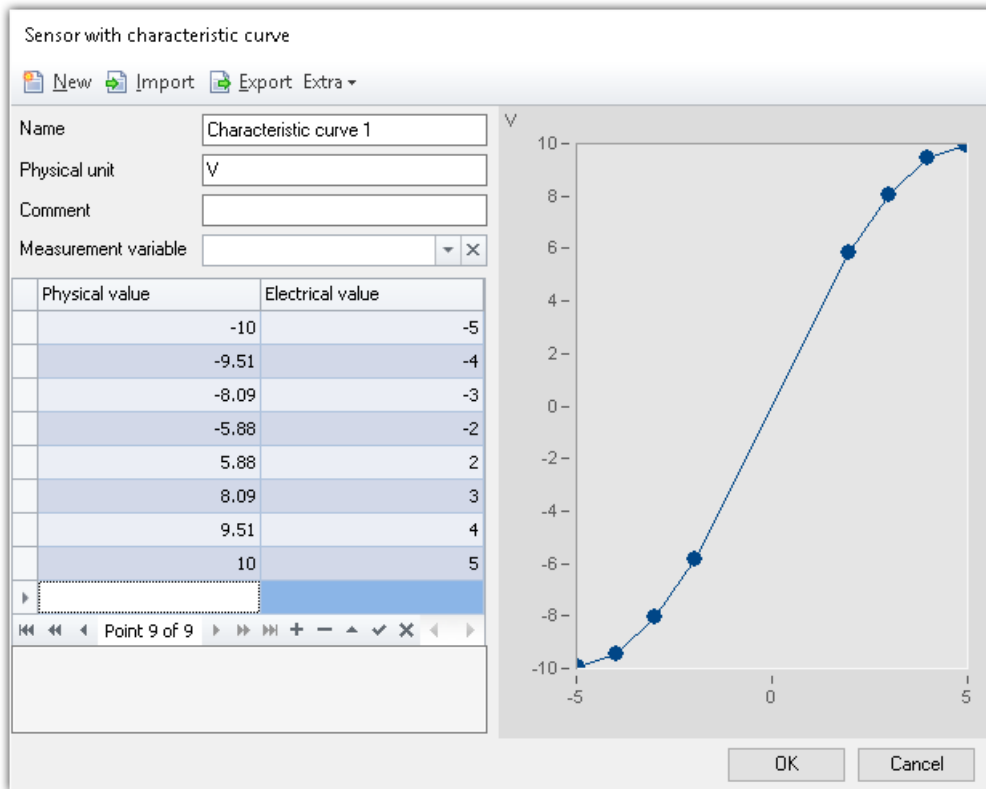 Sensor with characteristic curve
New Import Export Extra
Name Characteristic curve 1
Physical unit V
Comment
Measurement variable
Physical value Electrical value
-10 -5
-9.51 -4
-8.09 -3
-5.88 -2
5.88 2
8.09 3
9.51 4
10 5
Point 9 of 9
V
10
8
6
4
2
0
-2
-4
-6
-8
-10
-5 0 5
OK Cancel